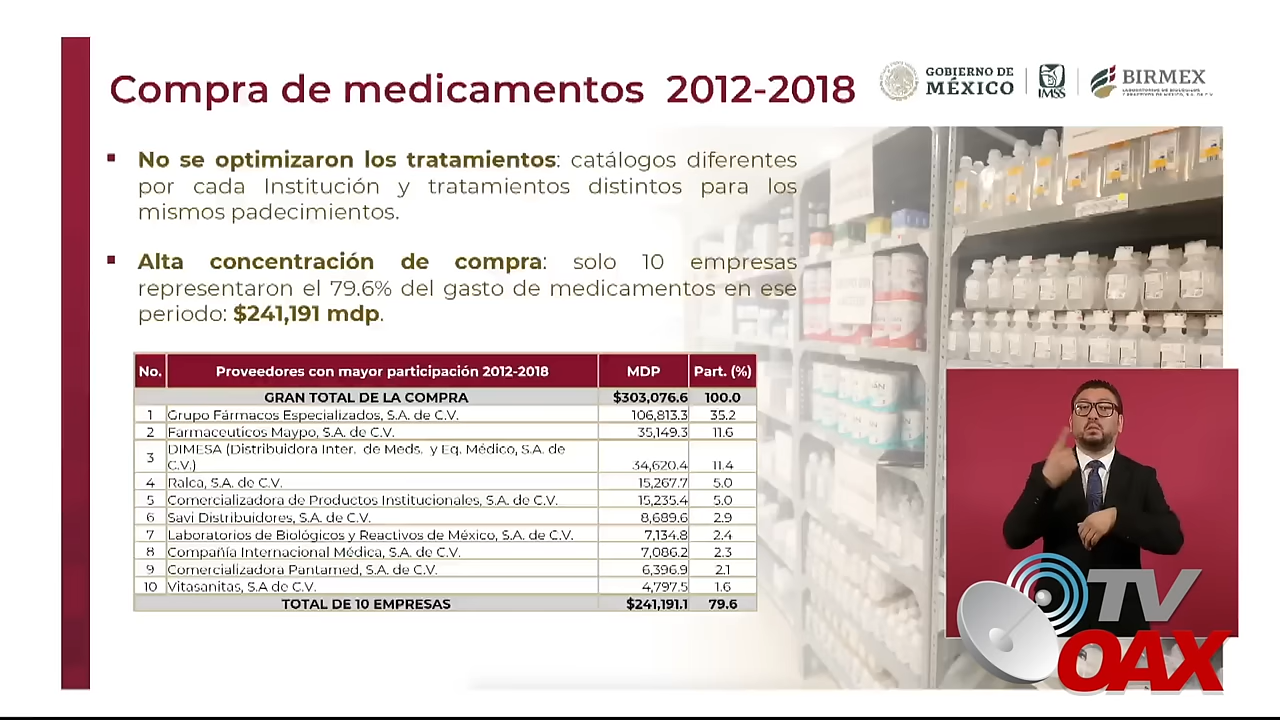 Compra de medicamentos 2012-2018
GOBIERNO DE
MÉXICO
IMSS
BIRMEX
LABORATORIOS DE BIOLÓGICOS
Y REACTIVOS DE MÉXICO, S.A. DE C.V.
No se optimizaron los tratamientos: catálogos diferentes
por cada Institución y tratamientos distintos para los
mismos padecimientos.
Alta concentración de compra: solo 10 empresas
representaron el 79.6% del gasto de medicamentos en ese
periodo: $241,191 mdp.
No. Proveedores con mayor participación 2012-2018 MDP Part. (%)
GRAN TOTAL DE LA COMPRA $303,076.6 100.0
1 Grupo Fármacos Especializados, S.A. de C.V. 106,813.3 35.2
2 Farmaceuticos Maypo, S.A. de C.V. 35,149.3 11.6
3 DIMESA (Distribuidora Inter. de Meds. y Eq. Médico, S.A. de
C.V.) 34,620.4 11.4
4 Ralca, S.A. de C.V. 15,267.7 5.0
5 Comercializadora de Productos Institucionales, S.A. de C.V. 15,235.4 5.0
6 Savi Distribuidores, S.A. de C.V. 8,689.6 2.9
7 Laboratorios de Biológicos y Reactivos de México, S.A. de C.V. 7,134.8 2.4
8 Compañía Internacional Médica, S.A. de C.V. 7,086.2 2.3
9 Comercializadora Pantamed, S.A. de C.V. 6,396.9 2.1
10 Vitasanitas, S.A de C.V. 4,797.5 1.6
TOTAL DE 10 EMPRESAS $241,191.1 79.6
TV
OAX